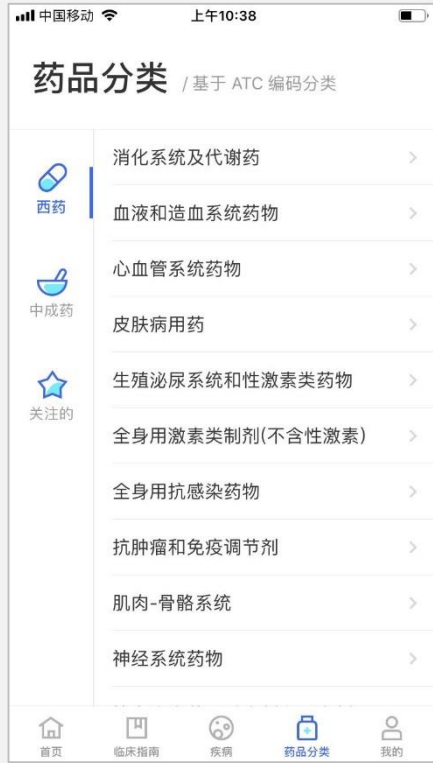 中国移动
上午10:38
药品分类 / 基于 ATC 编码分类
西药
中成药
关注的
消化系统及代谢药
血液和造血系统药物
心血管系统药物
皮肤病用药
生殖泌尿系统和性激素类药物
全身用激素类制剂(不含性激素)
全身用抗感染药物
抗肿瘤和免疫调节剂
肌肉-骨骼系统
神经系统药物
首页
临床指南
疾病
药品分类
我的